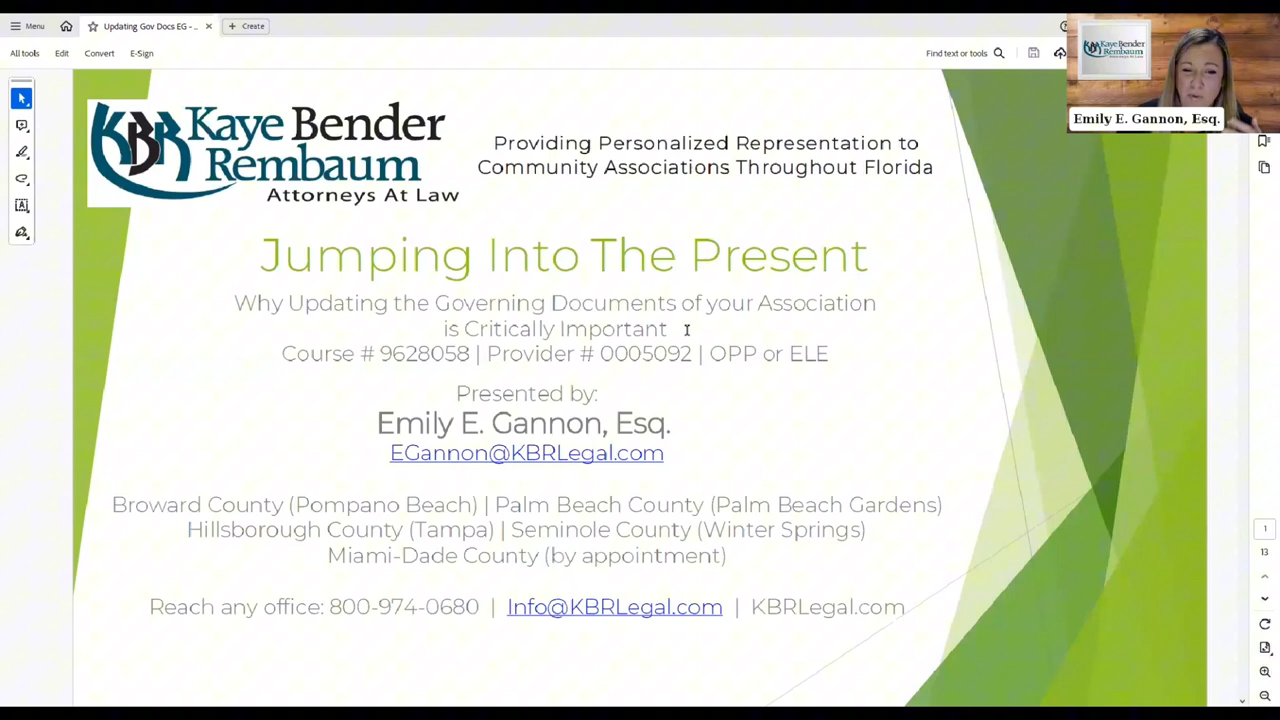 Menu
Updating Gov Docs EG - ...
Create
All tools
Edit
Convert
E-Sign
Find text or tools
Kaye Bender
Rembaum
Emily E. Gannon, Esq.
KBR Kaye Bender
Rembaum
Attorneys At Law
Providing Personalized Representation to
Community Associations Throughout Florida
Jumping Into The Present
Why Updating the Governing Documents of your Association
is Critically Important
Course # 9628058 | Provider # 0005092 | OPP or ELE
Presented by:
Emily E. Gannon, Esq.
EGannon@KBRLegal.com
Broward County (Pompano Beach) | Palm Beach County (Palm Beach Gardens)
Hillsborough County (Tampa) | Seminole County (Winter Springs)
Miami-Dade County (by appointment)
Reach any office: 800-974-0680 | Info@KBRLegal.com | KBRLegal.com
1
13